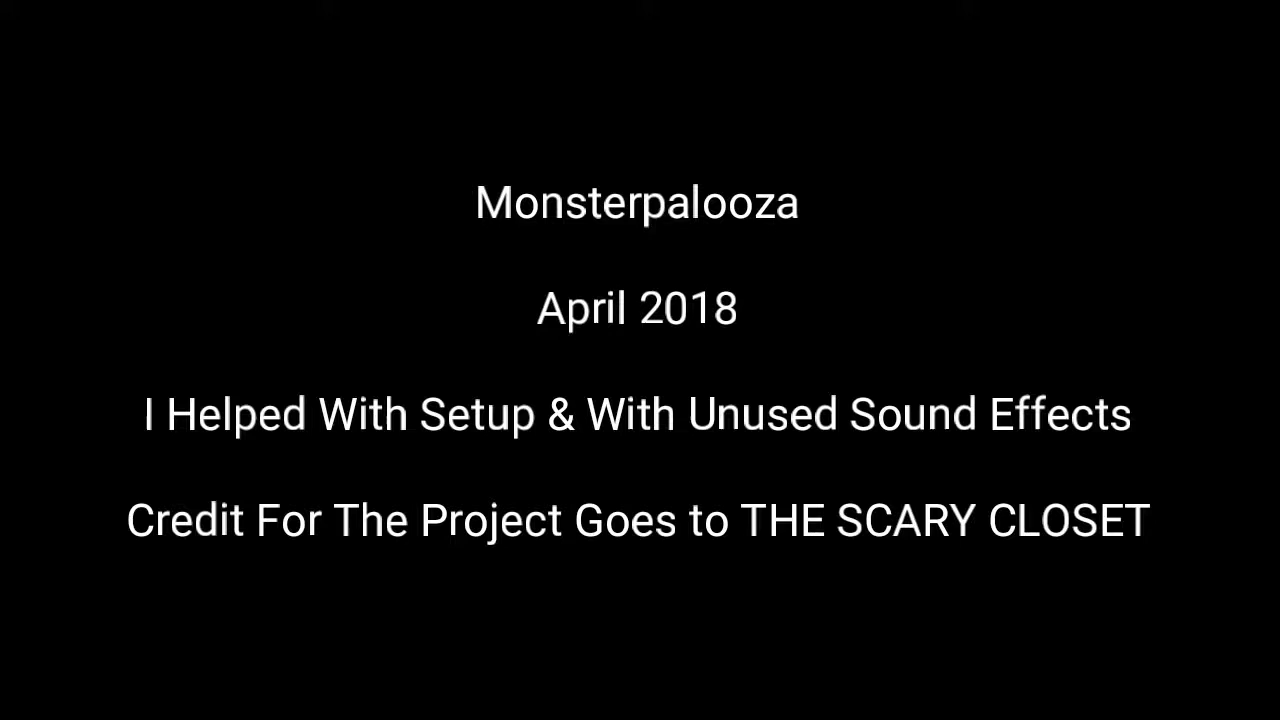 Monsterpalooza
April 2018
I Helped With Setup & With Unused Sound Effects
Credit For The Project Goes to THE SCARY CLOSET